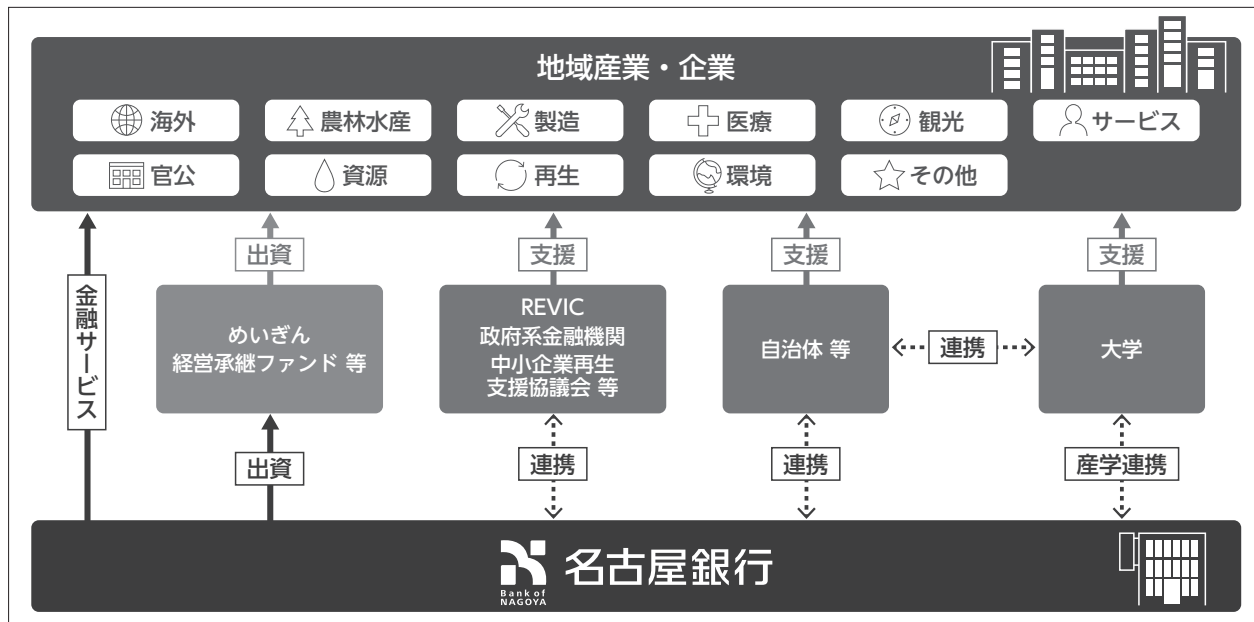 地域産業・企業
海外
農林水産
製造
医療
観光
サービス
官公
資源
再生
環境
その他
出資
支援
支援
支援
金融サービス
めいぎん
経営承継ファンド 等
REVIC
政府系金融機関
中小企業再生
支援協議会 等
自治体 等
連携
大学
出資
連携
連携
産学連携
Bank of
NAGOYA
名古屋銀行